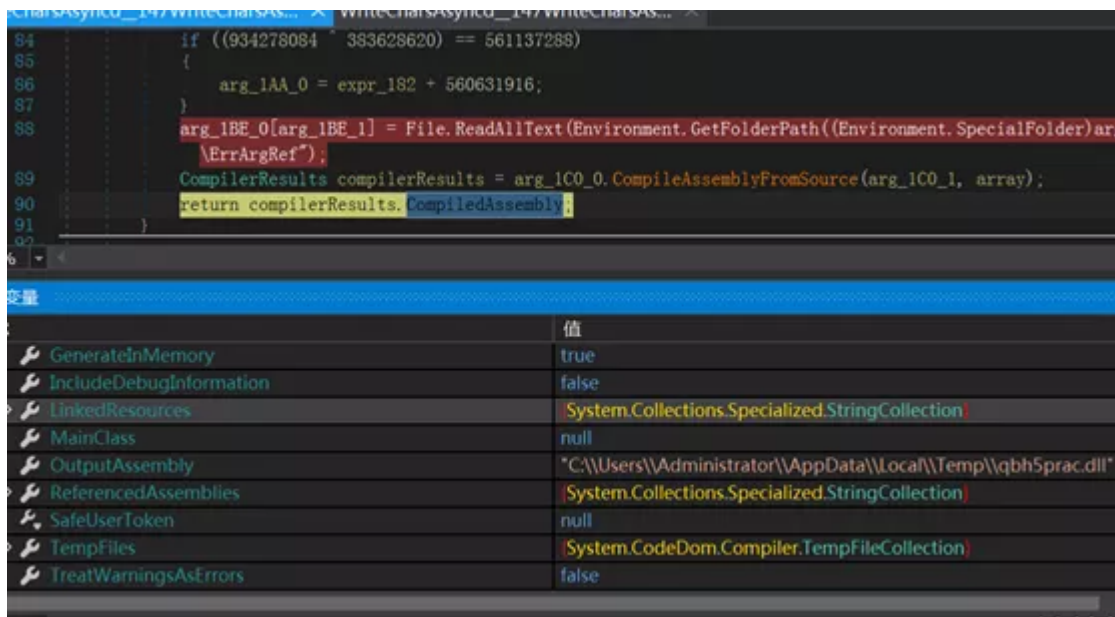 CharsAsyncd__147WriteCharsAs... WriteCharsAsyncd__147WriteCharsAs...
84 if ((934278084 ^ 383628620) == 561137288)
85 {
86 arg_1AA_0 = expr_182 + 560631916;
87 }
88 arg_1BE_0[arg_1BE_1] = File.ReadAllText(Environment.GetFolderPath((Environment.SpecialFolder)ar
\ErrArgRef");
89 CompilerResults compilerResults = arg_1C0_0.CompileAssemblyFromSource(arg_1C0_1, array);
90 return compilerResults.CompiledAssembly;
91 }
92
%
变量
值
GenerateInMemory true
IncludeDebugInformation false
LinkedResources {System.Collections.Specialized.StringCollection}
MainClass null
OutputAssembly "C:\\Users\\Administrator\\AppData\\Local\\Temp\\qbh5prac.dll"
ReferencedAssemblies {System.Collections.Specialized.StringCollection}
SafeUserToken null
TempFiles {System.CodeDom.Compiler.TempFileCollection}
TreatWarningsAsErrors false